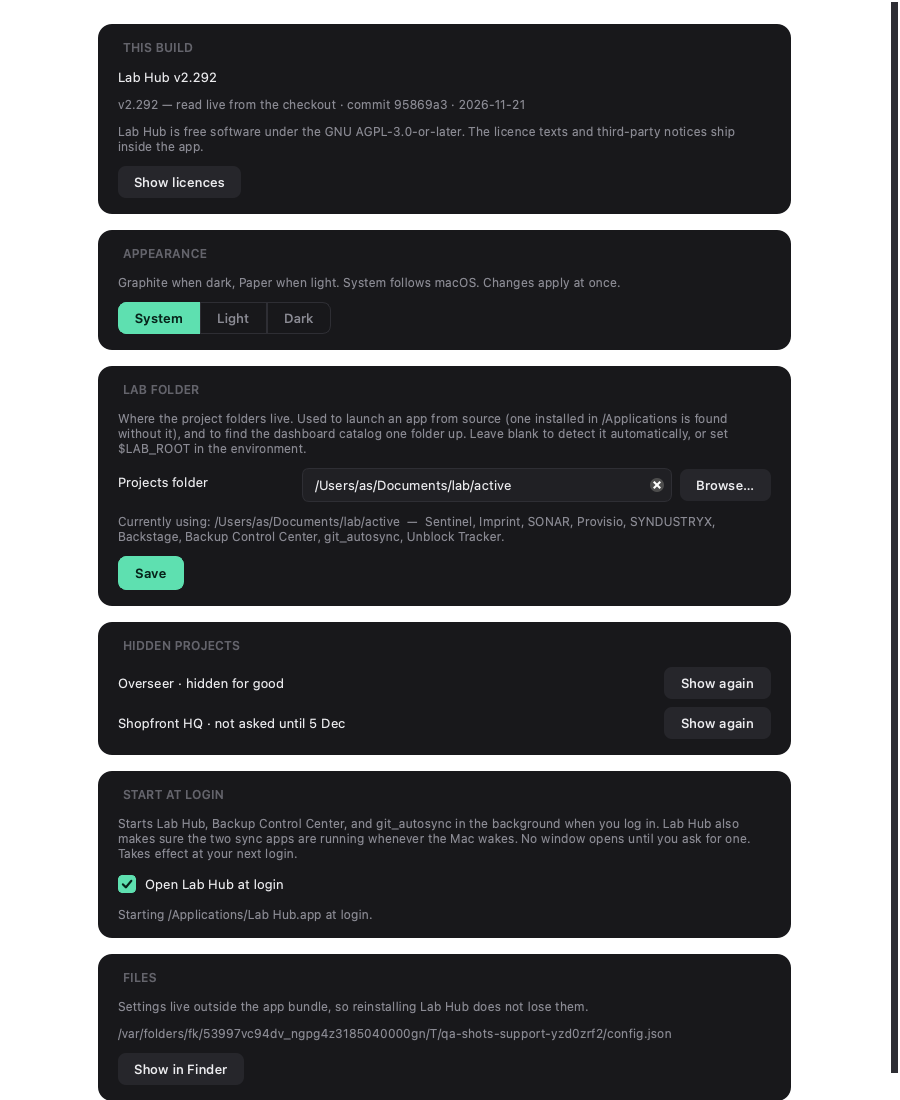 THIS BUILD
Lab Hub v2.292
v2.292 — read live from the checkout · commit 95869a3 · 2026-11-21
Lab Hub is free software under the GNU AGPL-3.0-or-later. The licence texts and third-party notices ship
inside the app.
Show licences
APPEARANCE
Graphite when dark, Paper when light. System follows macOS. Changes apply at once.
System Light Dark
LAB FOLDER
Where the project folders live. Used to launch an app from source (one installed in /Applications is found
without it), and to find the dashboard catalog one folder up. Leave blank to detect it automatically, or set
$LAB_ROOT in the environment.
Projects folder /Users/as/Documents/lab/active Browse...
Currently using: /Users/as/Documents/lab/active — Sentinel, Imprint, SONAR, Provisio, SYNDUSTRYX,
Backstage, Backup Control Center, git_autosync, Unblock Tracker.
Save
HIDDEN PROJECTS
Overseer · hidden for good Show again
Shopfront HQ · not asked until 5 Dec Show again
START AT LOGIN
Starts Lab Hub, Backup Control Center, and git_autosync in the background when you log in. Lab Hub also
makes sure the two sync apps are running whenever the Mac wakes. No window opens until you ask for one.
Takes effect at your next login.
Open Lab Hub at login
Starting /Applications/Lab Hub.app at login.
FILES
Settings live outside the app bundle, so reinstalling Lab Hub does not lose them.
/var/folders/fk/53997vc94dv_ngpg4z3185040000gn/T/qa-shots-support-yzd0zrf2/config.json
Show in Finder